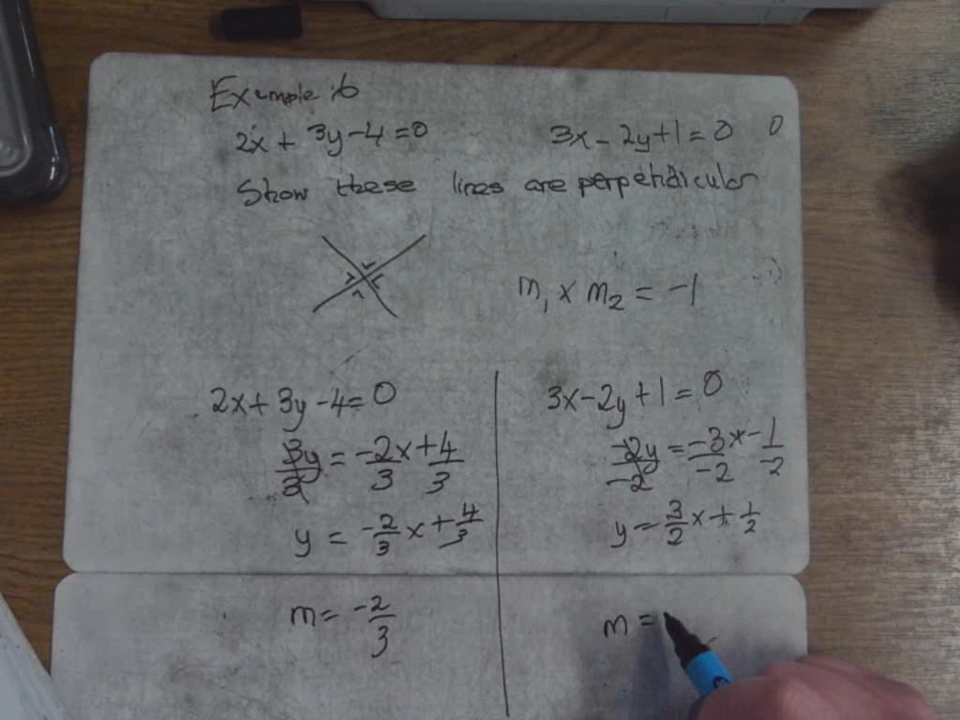 Example 16
2x + 3y - 4 = 0 3x - 2y + 1 = 0
Show these lines are perpendicular
m₁ × m₂ = -1
2x + 3y - 4 = 0
3y/3 = -2x/3 + 4/3
y = -2/3 x + 4/3
m = -2/3
3x - 2y + 1 = 0
-2y/-2 = -3x/-2 - 1/-2
y = 3/2 x + 1/2
m =